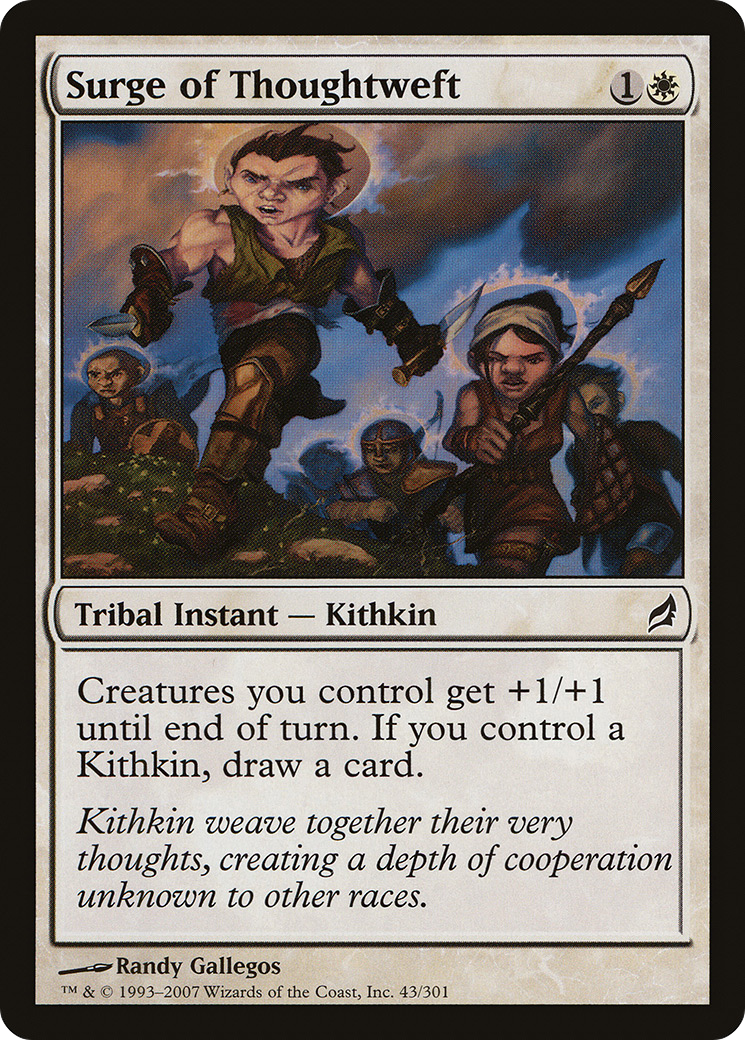 Surge of Thoughtweft
1
Tribal Instant — Kithkin
Creatures you control get +1/+1
until end of turn. If you control a
Kithkin, draw a card.
Kithkin weave together their very
thoughts, creating a depth of cooperation
unknown to other races.
Randy Gallegos
™ & © 1993–2007 Wizards of the Coast, Inc. 43/301